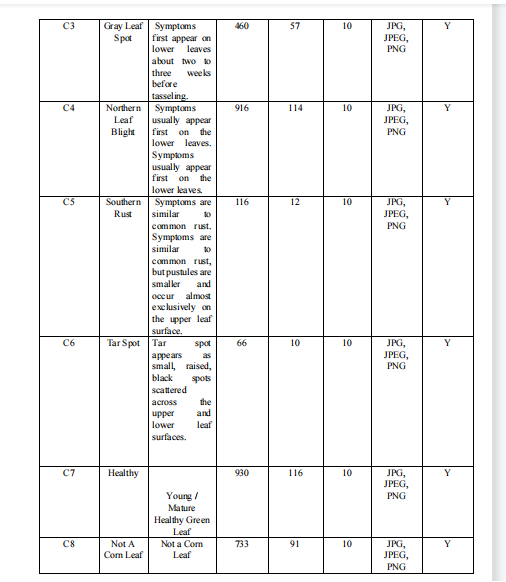 C3 Gray Leaf Symptoms 460 57 10 JPG, Y
Spot first appear on JPEG,
lower leaves PNG
about two to
three weeks
before
tasseling.
C4 Northern Symptoms 916 114 10 JPG, Y
Leaf usually appear JPEG,
Blight first on the PNG
lower leaves.
Symptoms
usually appear
first on the
lower leaves.
C5 Southern Symptoms are 116 12 10 JPG, Y
Rust similar to JPEG,
common rust. PNG
Symptoms are
similar to
common rust,
but pustules are
smaller and
occur almost
exclusively on
the upper leaf
surface.
C6 Tar Spot Tar spot 66 10 10 JPG, Y
appears as JPEG,
small, raised, PNG
black spots
scattered
across the
upper and
lower leaf
surfaces.
C7 Healthy 930 116 10 JPG, Y
JPEG,
Young / PNG
Mature
Healthy Green
Leaf
C8 Not A Not a Corn 733 91 10 JPG, Y
Corn Leaf Leaf JPEG,
PNG